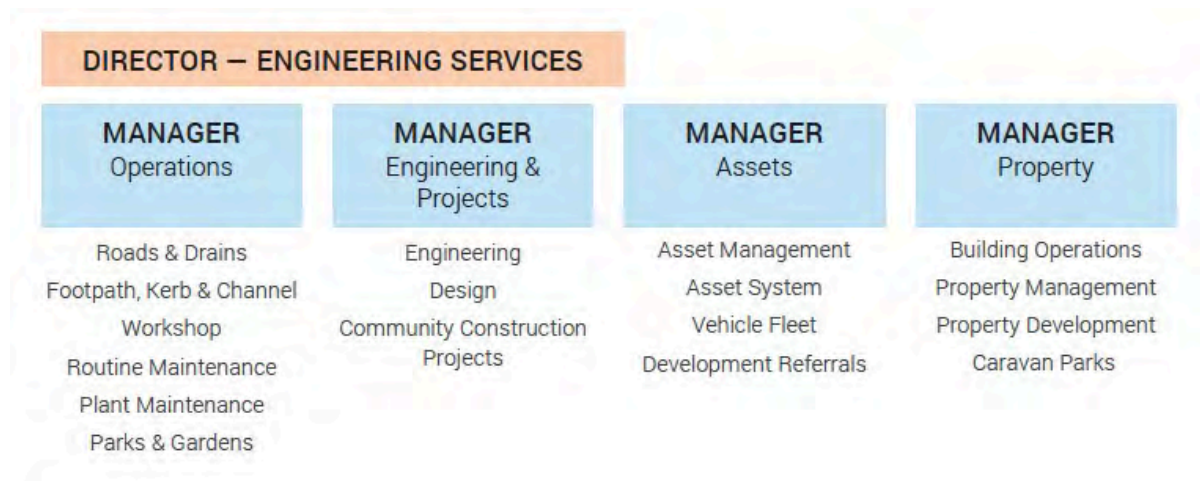 DIRECTOR — ENGINEERING SERVICES
MANAGER
Operations
Roads & Drains
Footpath, Kerb & Channel
Workshop
Routine Maintenance
Plant Maintenance
Parks & Gardens
MANAGER
Engineering &
Projects
Engineering
Design
Community Construction
Projects
MANAGER
Assets
Asset Management
Asset System
Vehicle Fleet
Development Referrals
MANAGER
Property
Building Operations
Property Management
Property Development
Caravan Parks